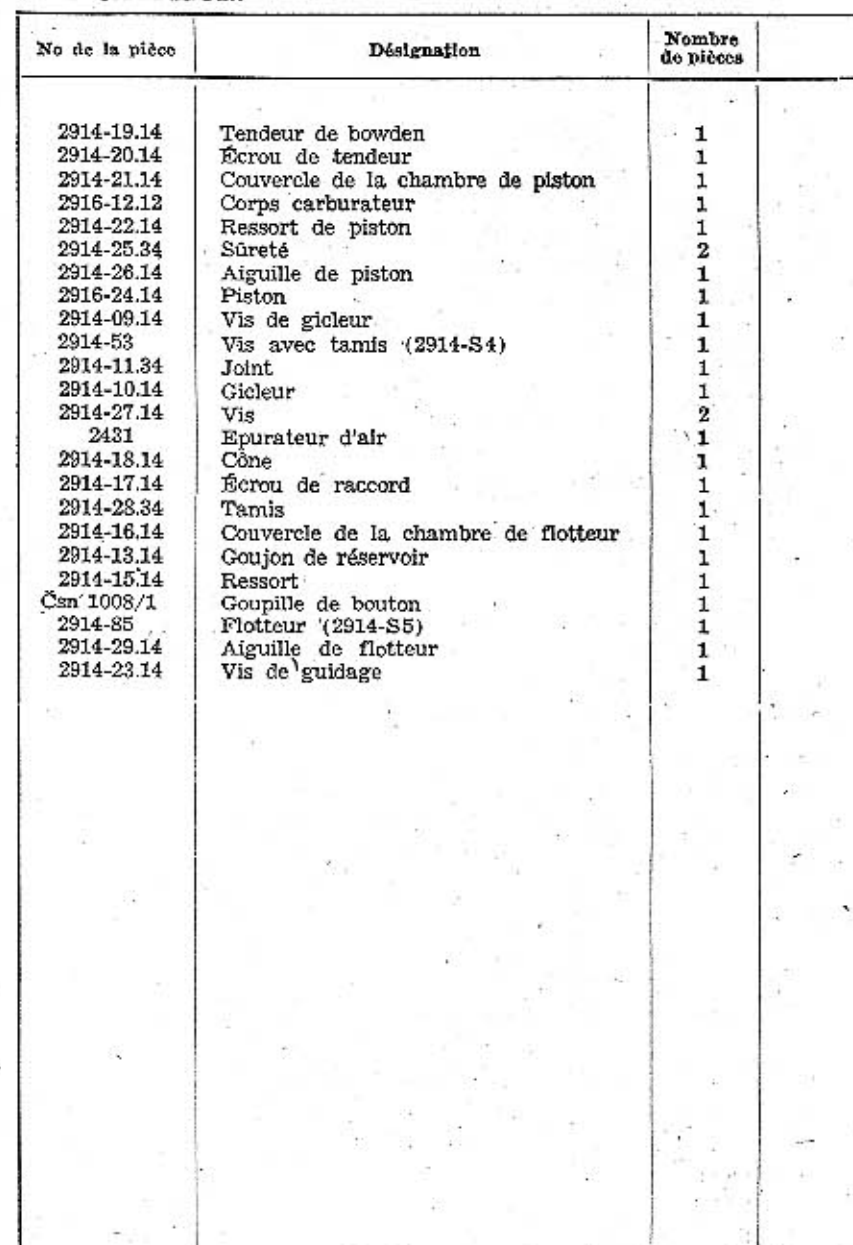 No de la pièce Désignation Nombre de pièces
2914-19.14 Tendeur de bowden 1
2914-20.14 Écrou de tendeur 1
2914-21.14 Couvercle de la chambre de piston 1
2916-12.12 Corps carburateur 1
2914-22.14 Ressort de piston 1
2914-25.34 Sûreté 2
2914-26.14 Aiguille de piston 1
2916-24.14 Piston 1
2914-09.14 Vis de gicleur 1
2914-53 Vis avec tamis (2914-S4) 1
2914-11.34 Joint 1
2914-10.14 Gicleur 1
2914-27.14 Vis 2
2431 Epurateur d'air 1
2914-18.14 Cône 1
2914-17.14 Écrou de raccord 1
2914-28.34 Tamis 1
2914-16.14 Couvercle de la chambre de flotteur 1
2914-13.14 Goujon de réservoir 1
2914-15.14 Ressort 1
Čsn 1008/1 Goupille de bouton 1
2914-85 Flotteur (2914-S5) 1
2914-29.14 Aiguille de flotteur 1
2914-23.14 Vis de guidage 1